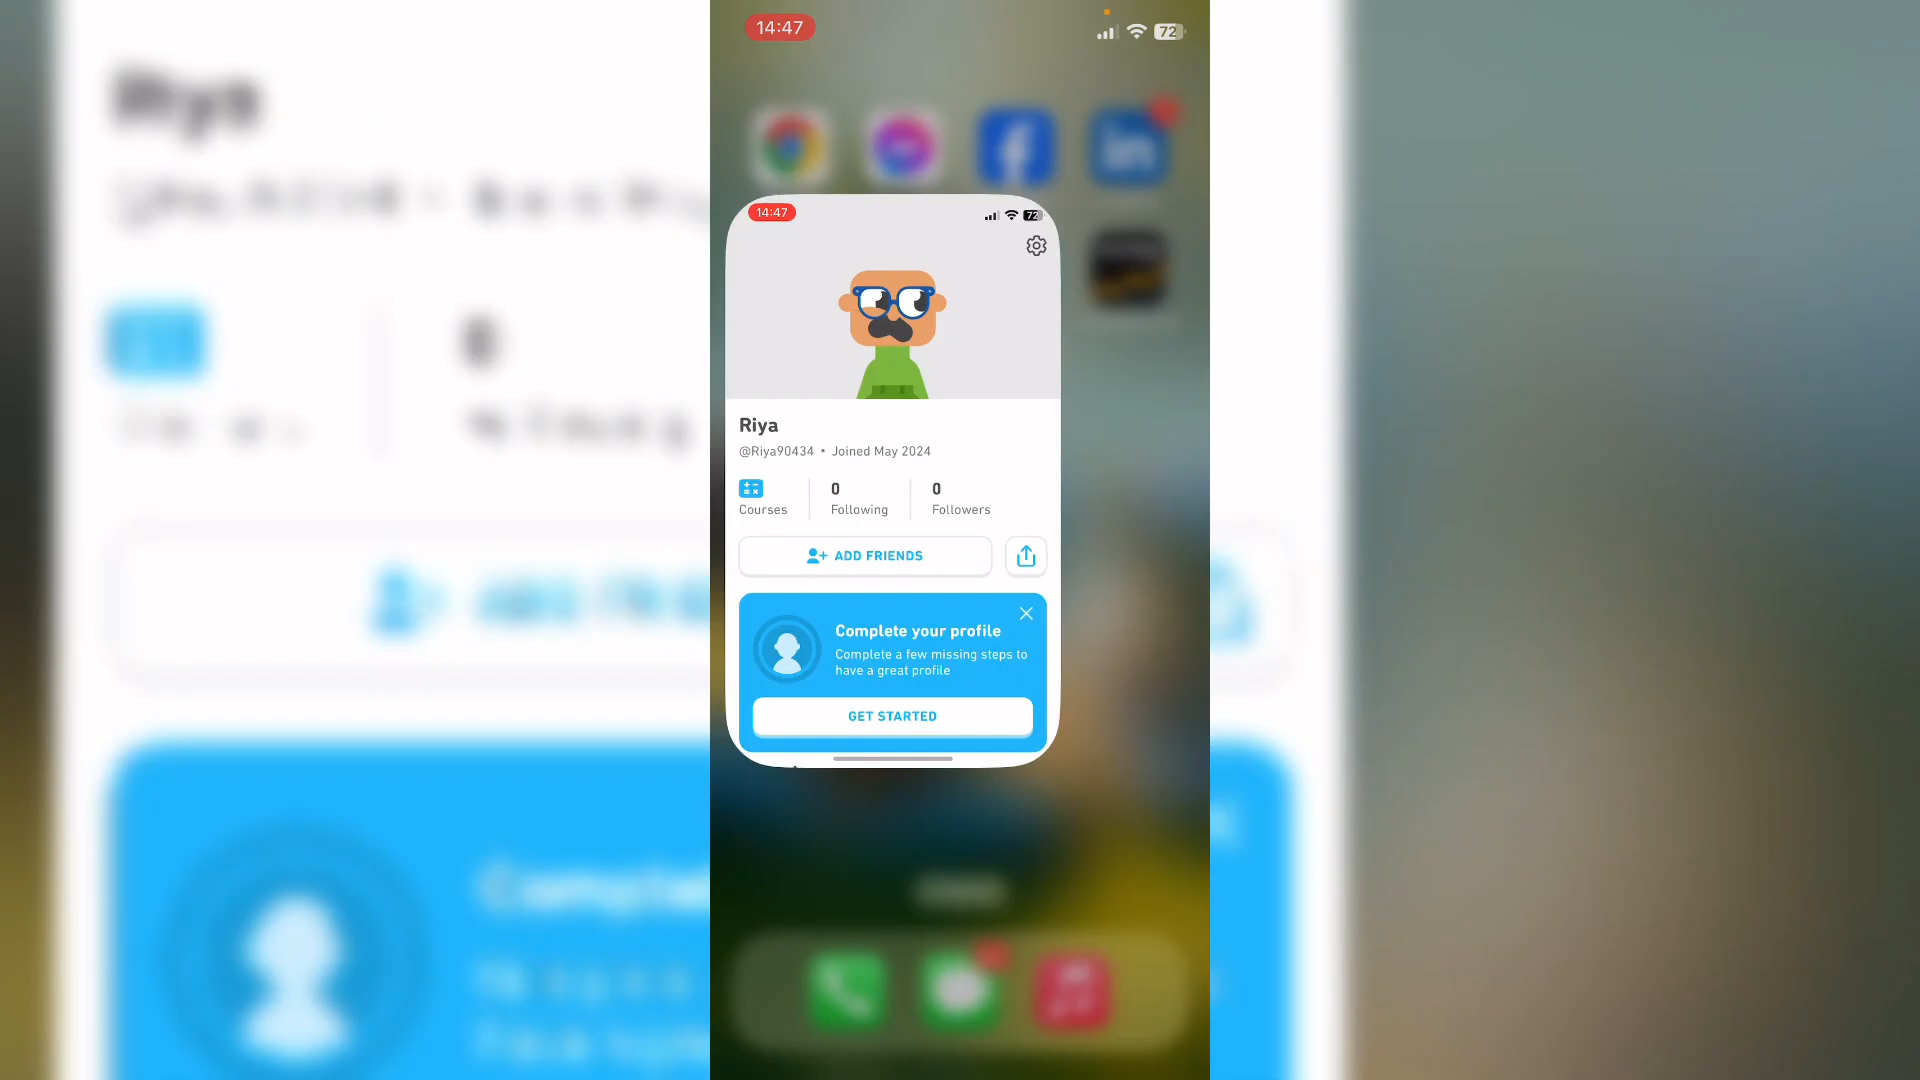 14:47
72
14:47
72
Riya
@Riya90434 • Joined May 2024
Courses
0
Following
0
Followers
ADD FRIENDS
Complete your profile
Complete a few missing steps to
have a great profile
GET STARTED
Riya